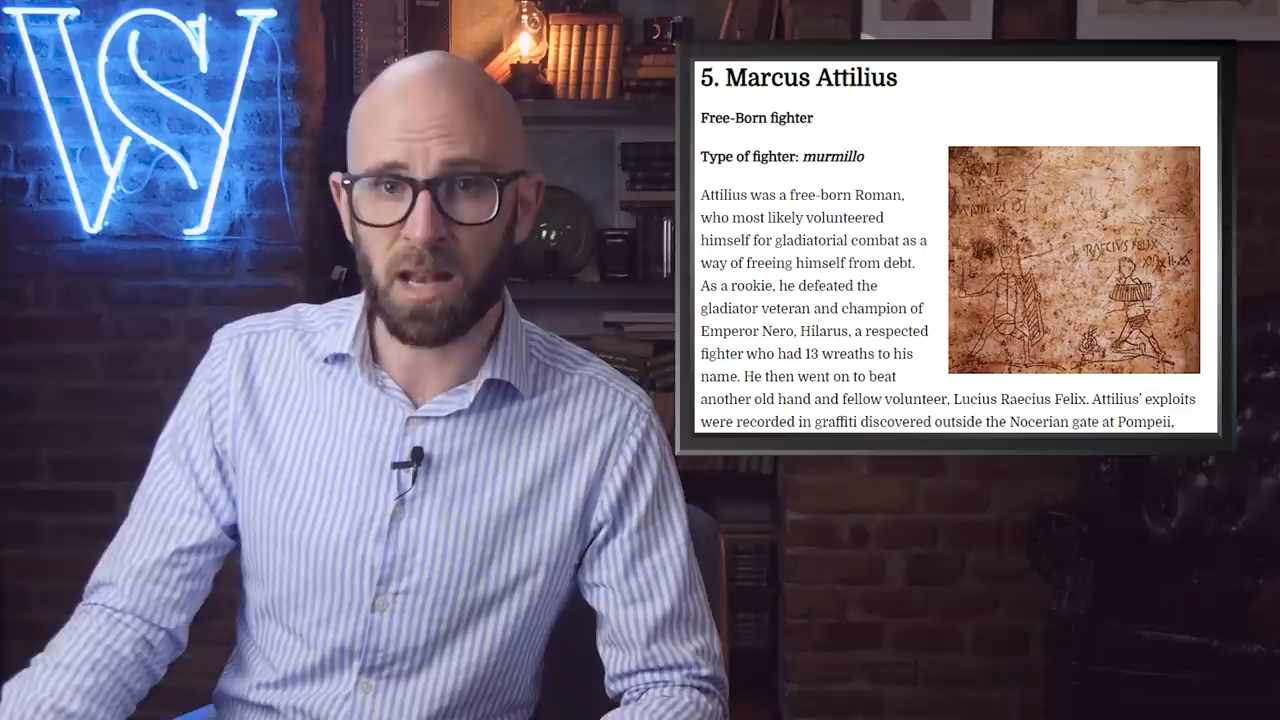 WS
5. Marcus Attilius
Free-Born fighter
Type of fighter: murmillo
Attilius was a free-born Roman,
who most likely volunteered
himself for gladiatorial combat as a
way of freeing himself from debt.
As a rookie, he defeated the
gladiator veteran and champion of
Emperor Nero, Hilarus, a respected
fighter who had 13 wreaths to his
name. He then went on to beat
another old hand and fellow volunteer, Lucius Raecius Felix. Attilius’ exploits
were recorded in graffiti discovered outside the Nocerian gate at Pompeii,
RAECIVS FELIX